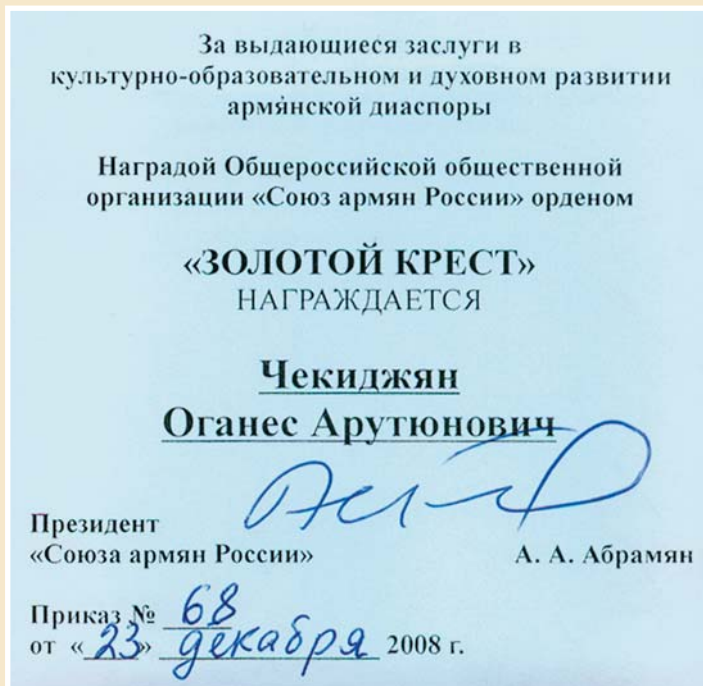 За выдающиеся заслуги в
культурно-образовательном и духовном развитии
армянской диаспоры
Наградой Общероссийской общественной
организации «Союз армян России» орденом
«ЗОЛОТОЙ КРЕСТ»
НАГРАЖДАЕТСЯ
Чекиджян
Оганес Арутюнович
Президент
«Союза армян России» А. А. Абрамян
Приказ № 68
от «23» декабря 2008 г.